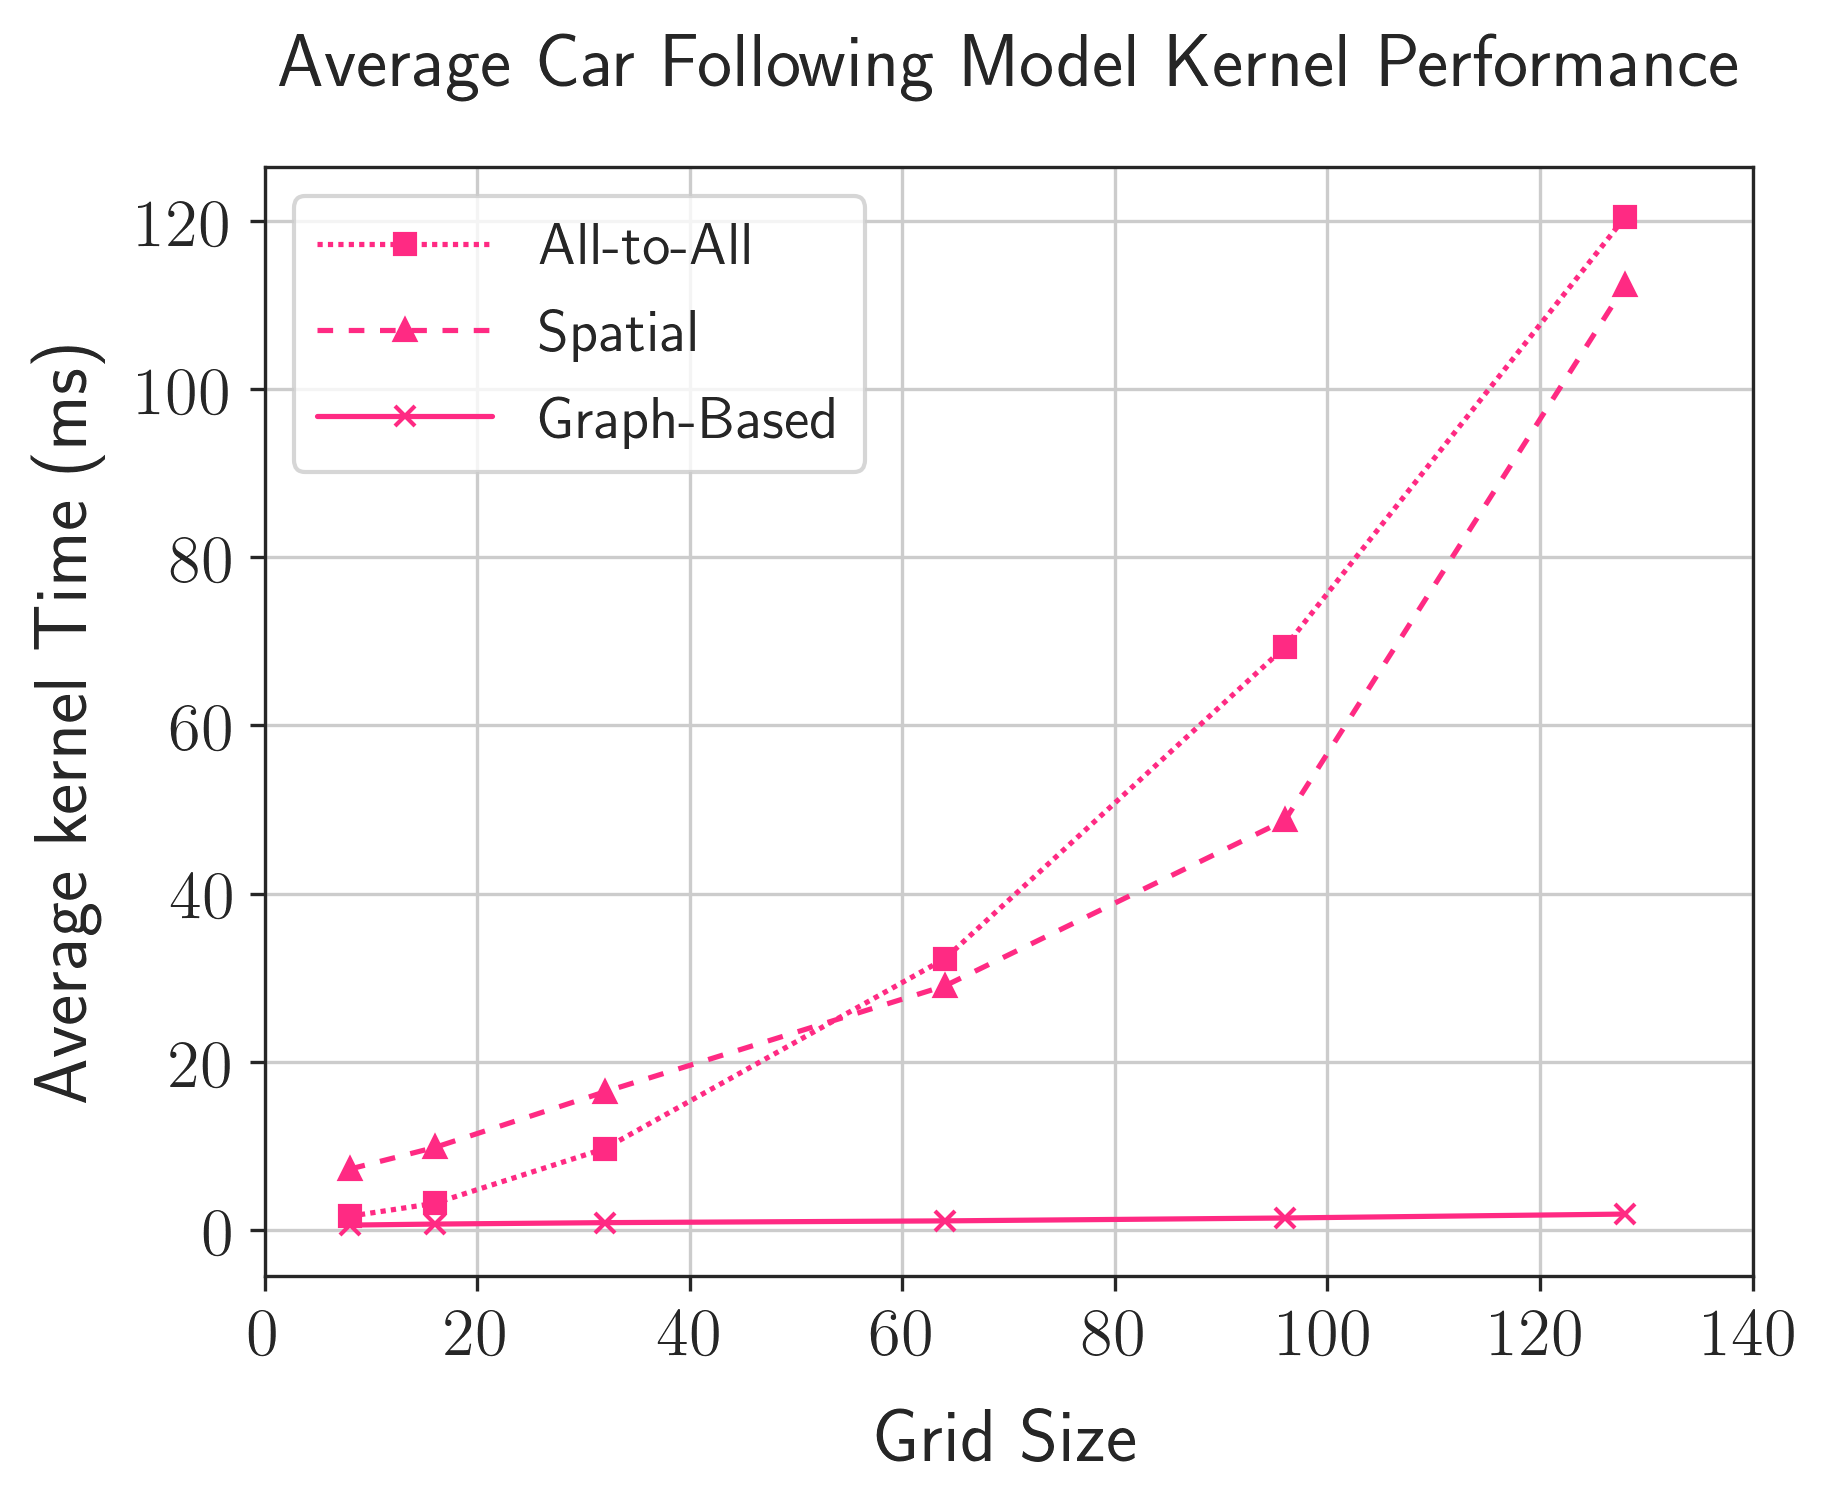 Average Car Following Model Kernel Performance
All-to-All
Spatial
Graph-Based
Average kernel Time (ms)
120
100
80
60
40
20
0
0 20 40 60 80 100 120 140
Grid Size